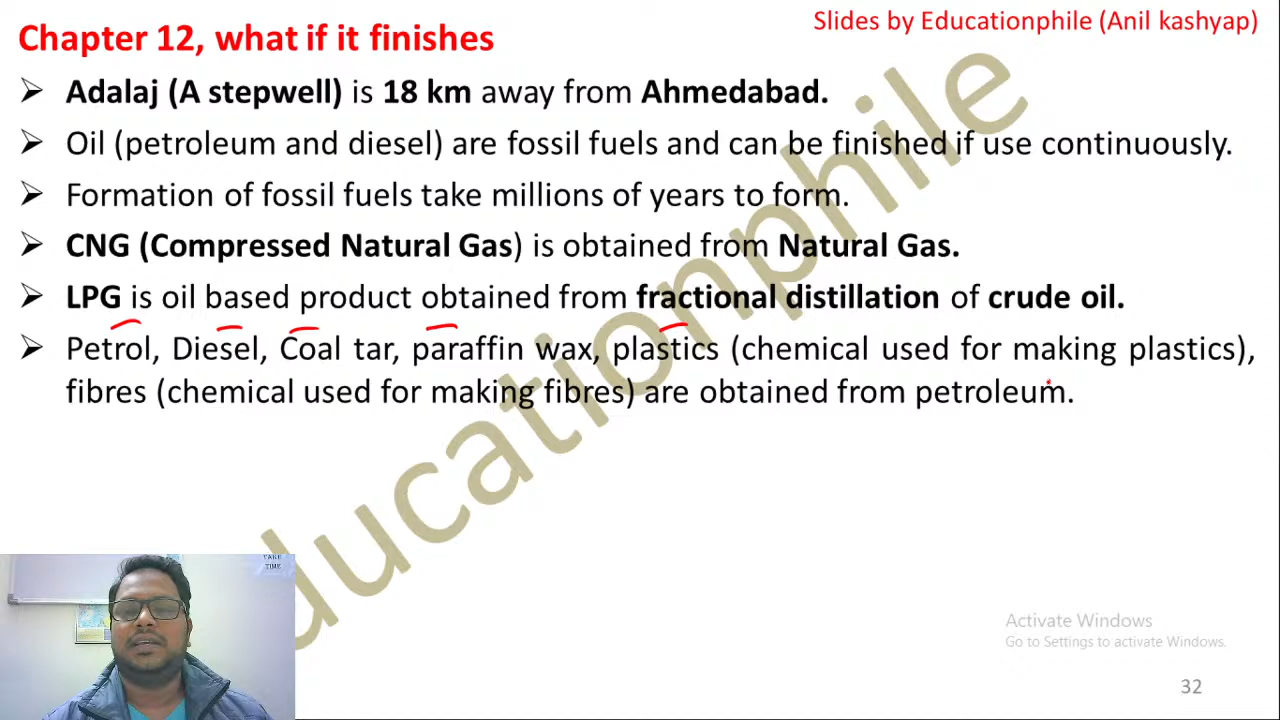 Slides by Educationphile (Anil kashyap)
Chapter 12, what if it finishes
➢ Adalaj (A stepwell) is 18 km away from Ahmedabad.
➢ Oil (petroleum and diesel) are fossil fuels and can be finished if use continuously.
➢ Formation of fossil fuels take millions of years to form.
➢ CNG (Compressed Natural Gas) is obtained from Natural Gas.
➢ LPG is oil based product obtained from fractional distillation of crude oil.
➢ Petrol, Diesel, Coal tar, paraffin wax, plastics (chemical used for making plastics),
fibres (chemical used for making fibres) are obtained from petroleum.
Educationphile
TAKE
TIME
Activate Windows
Go to Settings to activate Windows.
32